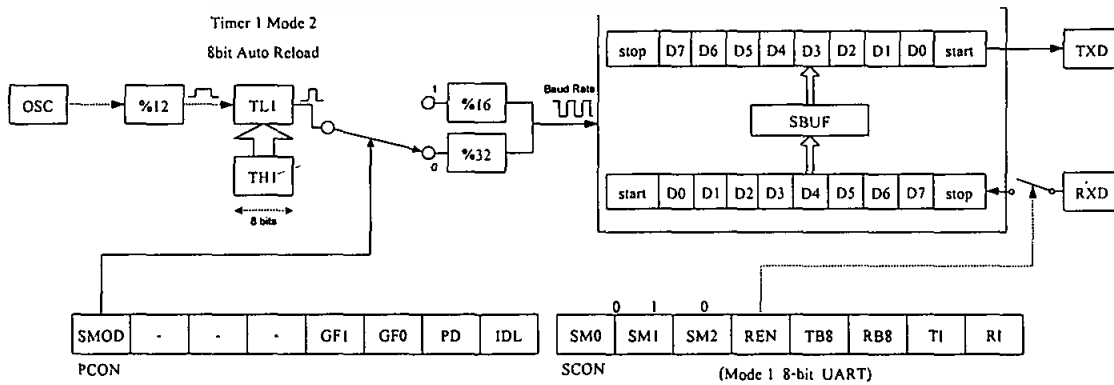 Timer 1 Mode 2
8bit Auto Reload
OSC
%12
TL1
TH1
8 bits
1
0
%16
%32
Baud Rate
stop D7 D6 D5 D4 D3 D2 D1 D0 start
TXD
SBUF
start D0 D1 D2 D3 D4 D5 D6 D7 stop
RXD
SMOD - - - GF1 GF0 PD IDL
PCON
0 1 0
SM0 SM1 SM2 REN TB8 RB8 TI RI
SCON
(Mode 1 8-bit UART)